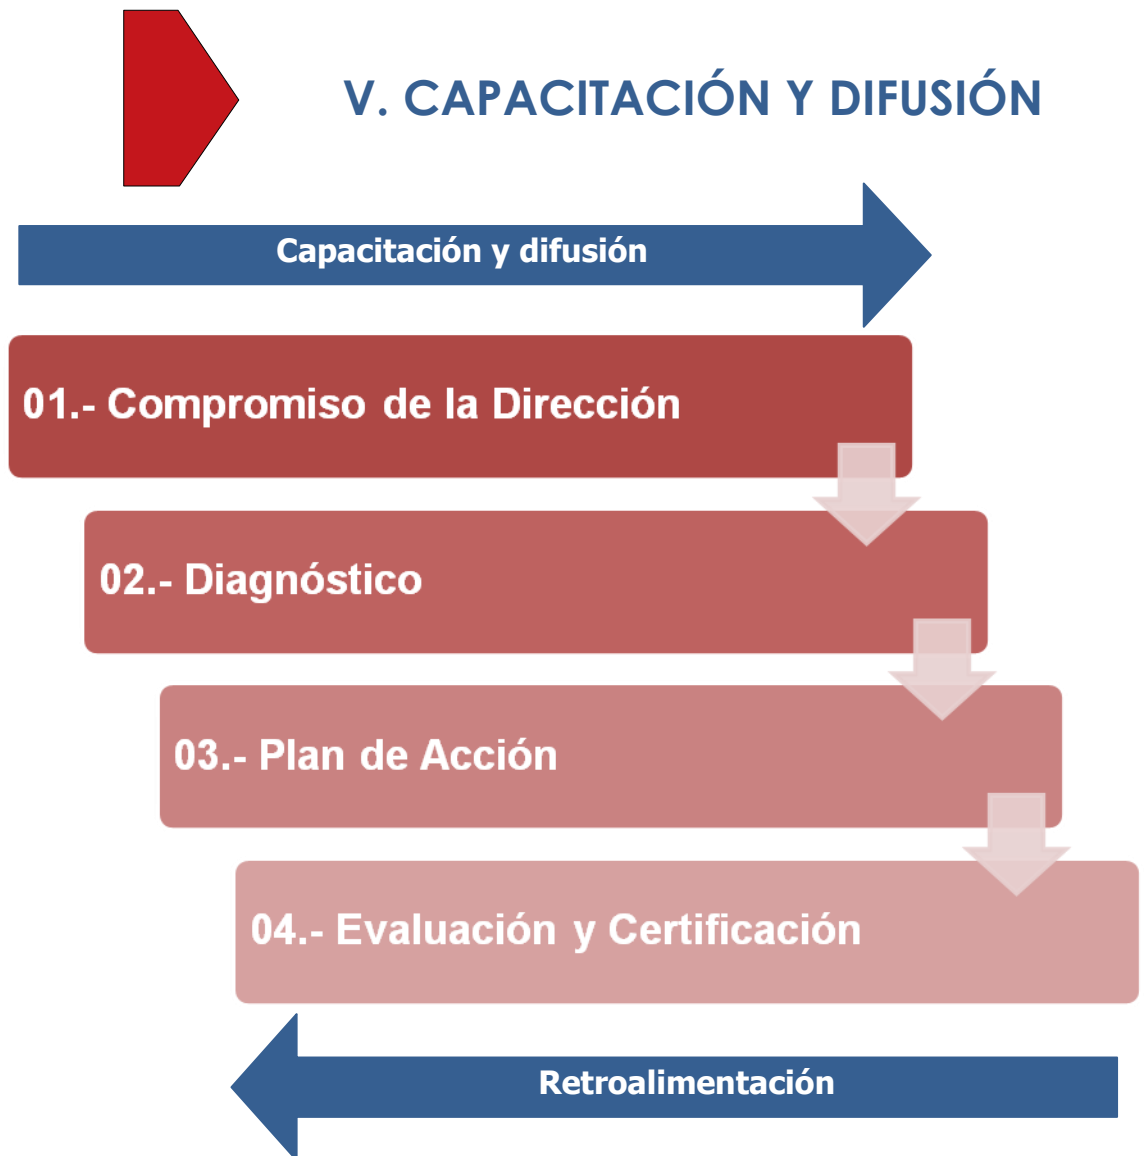 V. CAPACITACIÓN Y DIFUSIÓN
Capacitación y difusión
01.- Compromiso de la Dirección
02.- Diagnóstico
03.- Plan de Acción
04.- Evaluación y Certificación
Retroalimentación